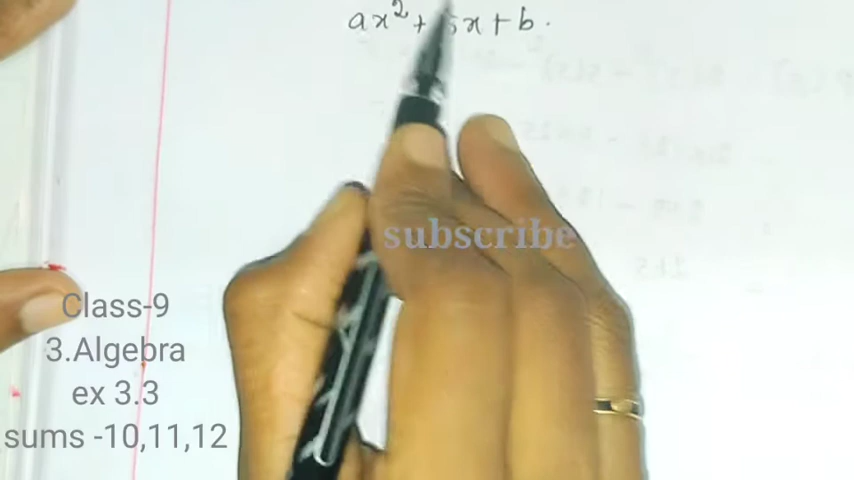 ax² + 5x + b.
subscribe
Class-9
3.Algebra
ex 3.3
sums -10,11,12